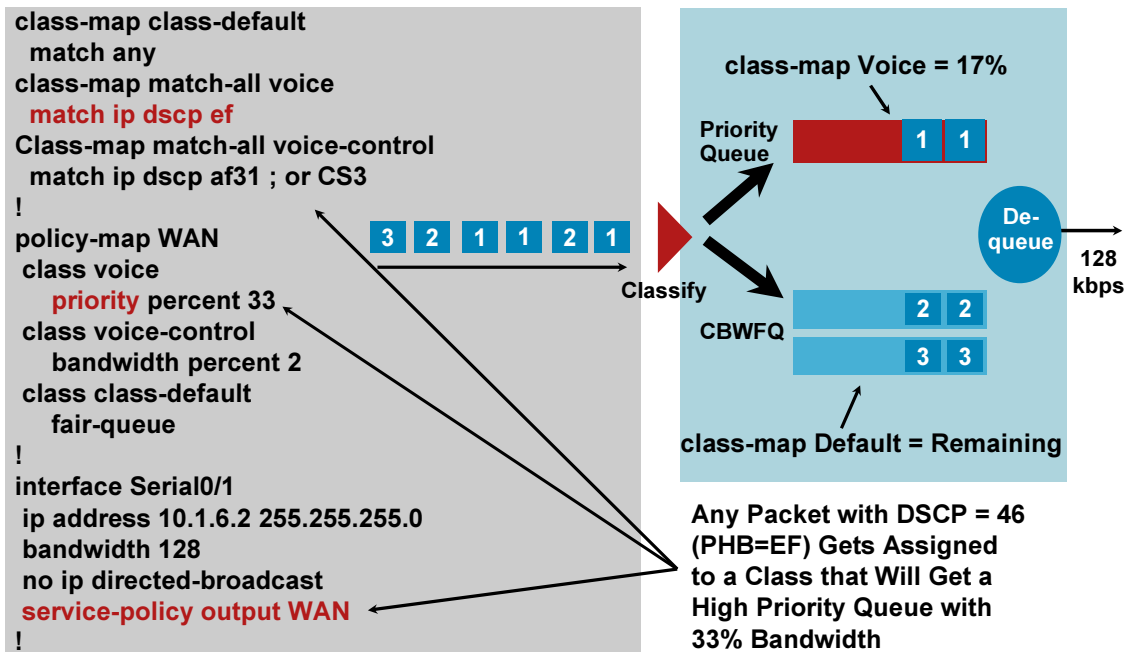 class-map class-default
match any
class-map match-all voice
match ip dscp ef
Class-map match-all voice-control
match ip dscp af31 ; or CS3
!
policy-map WAN
class voice
priority percent 33
class voice-control
bandwidth percent 2
class class-default
fair-queue
!
interface Serial0/1
ip address 10.1.6.2 255.255.255.0
bandwidth 128
no ip directed-broadcast
service-policy output WAN
!
3 2 1 1 2 1
Classify
class-map Voice = 17%
Priority
Queue
1 1
CBWFQ
2 2
3 3
class-map Default = Remaining
De-
queue
128
kbps
Any Packet with DSCP = 46
(PHB=EF) Gets Assigned
to a Class that Will Get a
High Priority Queue with
33% Bandwidth